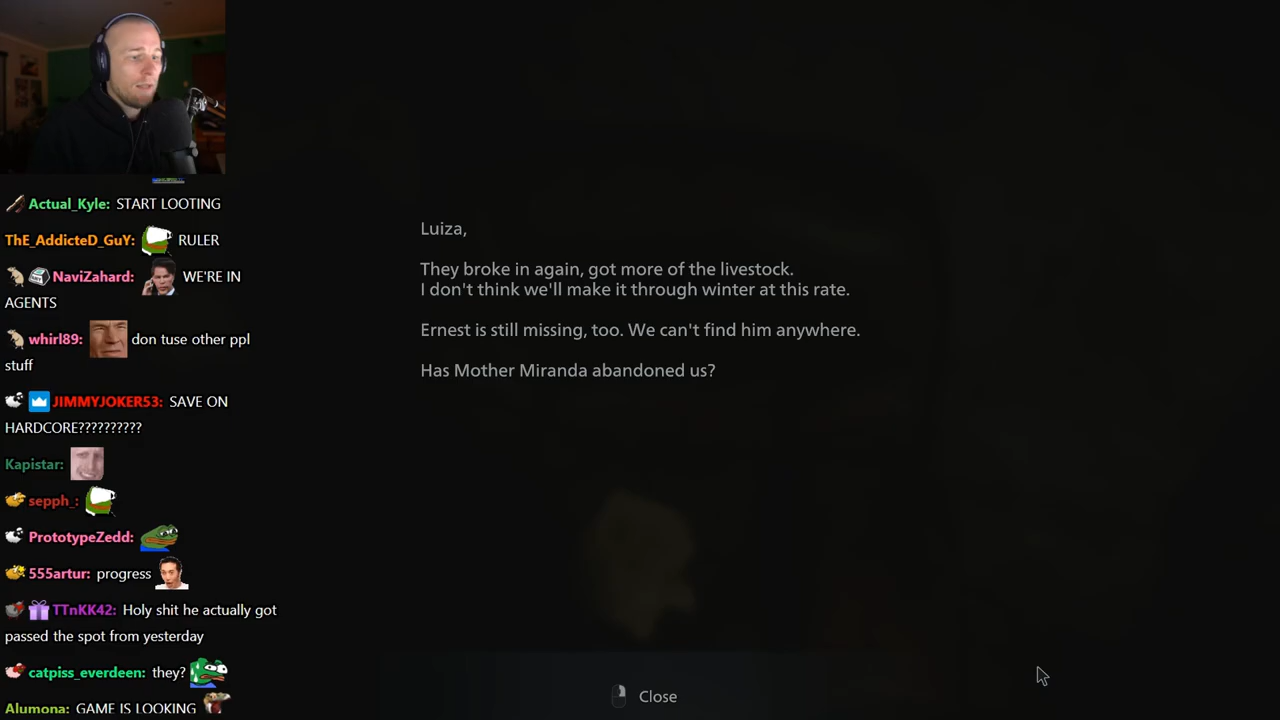 Actual_Kyle: START LOOTING
ThE_AddicteD_GuY: RULER
NaviZahard: WE'RE IN
AGENTS
whirl89: don tuse other ppl
stuff
JIMMYJOKER53: SAVE ON
HARDCORE??????????
Kapistar:
sepph_:
PrototypeZedd:
555artur: progress
TTnKK42: Holy shit he actually got
passed the spot from yesterday
catpiss_everdeen: they?
Alumona: GAME IS LOOKING
Luiza,
They broke in again, got more of the livestock.
I don't think we'll make it through winter at this rate.
Ernest is still missing, too. We can't find him anywhere.
Has Mother Miranda abandoned us?
Close